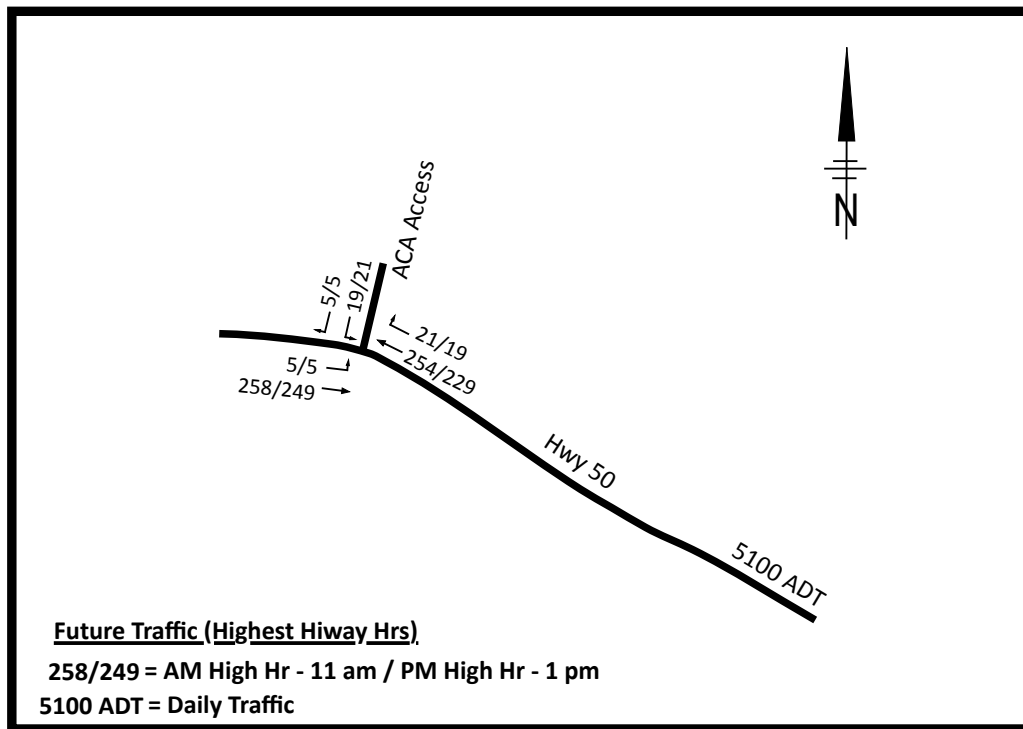 N
ACA Access
5/5
19/21
21/19
254/229
5/5
258/249
Hwy 50
5100 ADT
Future Traffic (Highest Hiway Hrs)
258/249 = AM High Hr - 11 am / PM High Hr - 1 pm
5100 ADT = Daily Traffic